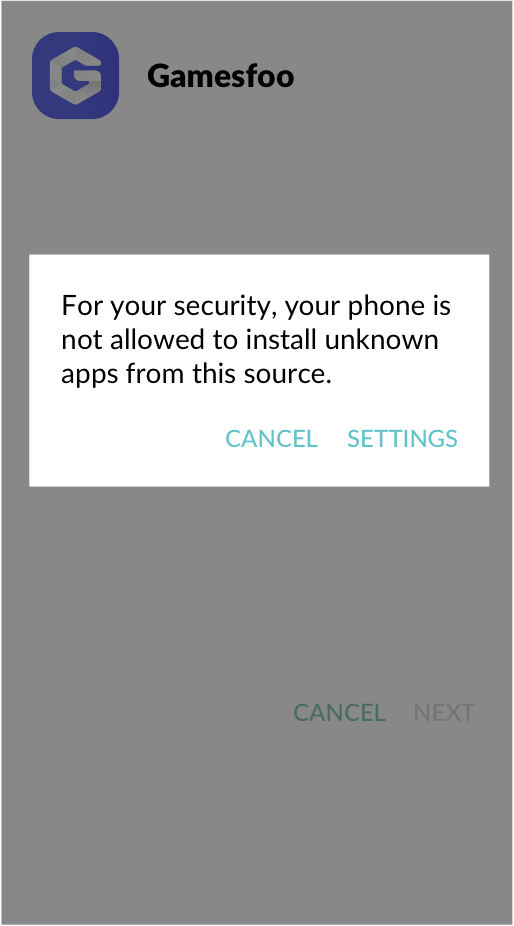 Gamesfoo
For your security, your phone is
not allowed to install unknown
apps from this source.
CANCEL SETTINGS
CANCEL NEXT